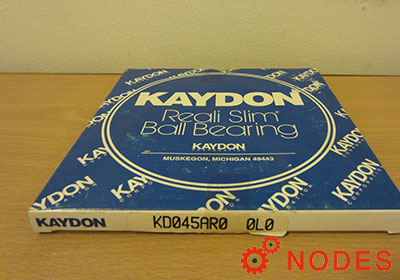 KAYDON
Reali Slim
Ball Bearing
KAYDON
MUSKEGON, MICHIGAN 49443
KAYDON
KD045AR0 0L0
NODES